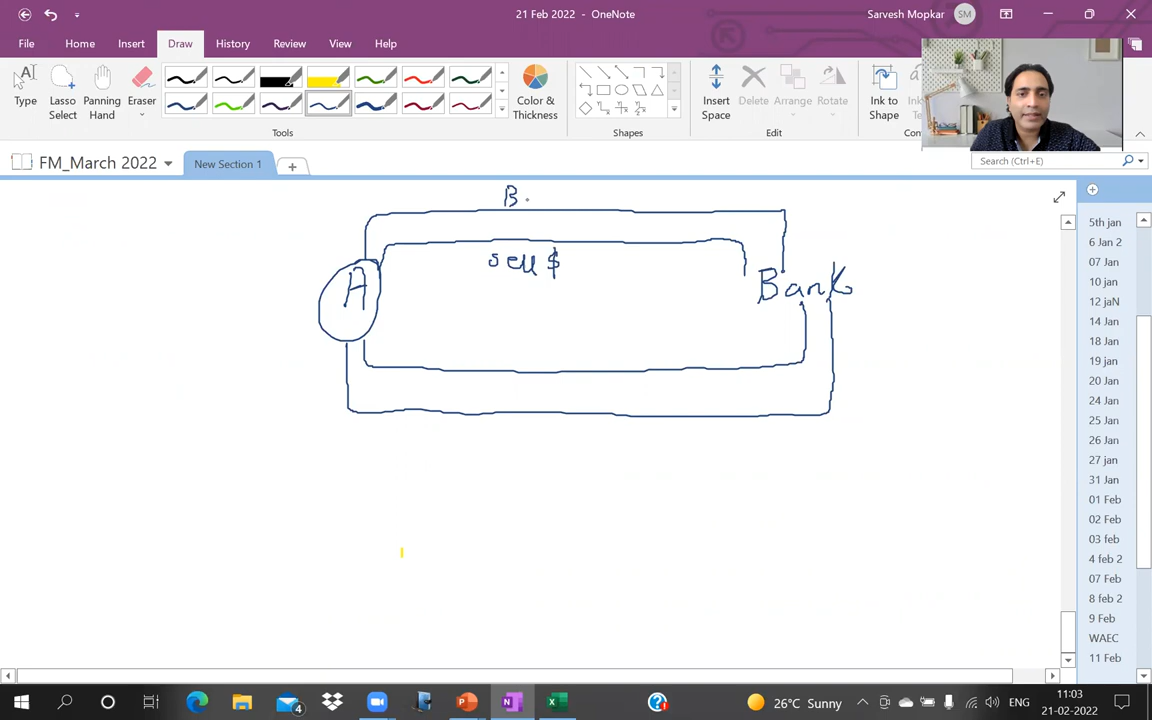 21 Feb 2022 - OneNote
Sarvesh Mopkar
SM
File
Home
Insert
Draw
History
Review
View
Help
Type
Lasso Select
Panning Hand
Eraser
Color & Thickness
Insert Space
Delete
Arrange
Rotate
Ink to Shape
Tools
Shapes
Edit
FM_March 2022
New Section 1
Search (Ctrl+E)
B
sell $
A
Bank
5th jan
6 Jan 2
07 Jan
10 jan
12 jaN
14 Jan
18 Jan
19 jan
20 Jan
24 Jan
25 Jan
26 Jan
27 jan
31 Jan
01 Feb
02 Feb
03 feb
4 feb 2
07 Feb
8 feb 2
9 Feb
WAEC
11 Feb
4
26°C Sunny
ENG
11:03
21-02-2022